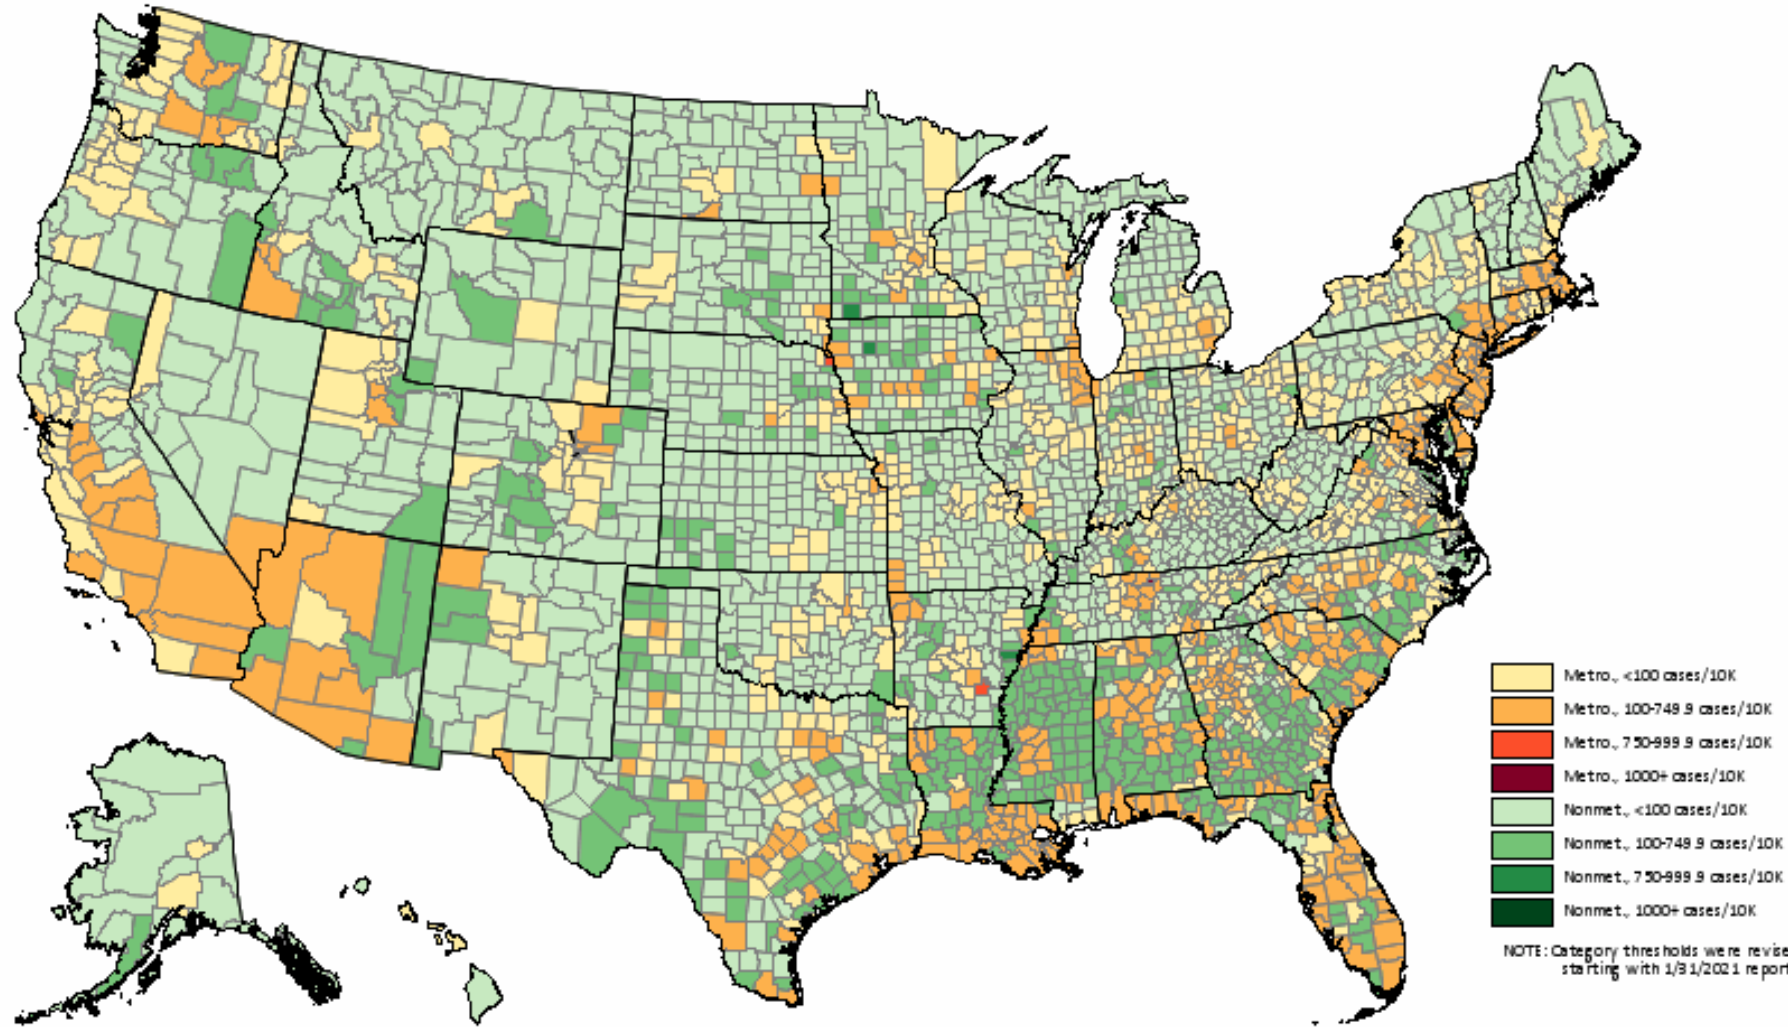 Metro., <100 cases/10K
Metro., 100-749.9 cases/10K
Metro., 750-999.9 cases/10K
Metro., 1000+ cases/10K
Nonmet., <100 cases/10K
Nonmet., 100-749.9 cases/10K
Nonmet., 750-999.9 cases/10K
Nonmet., 1000+ cases/10K
NOTE: Category thresholds were revise
starting with 1/31/2021 report